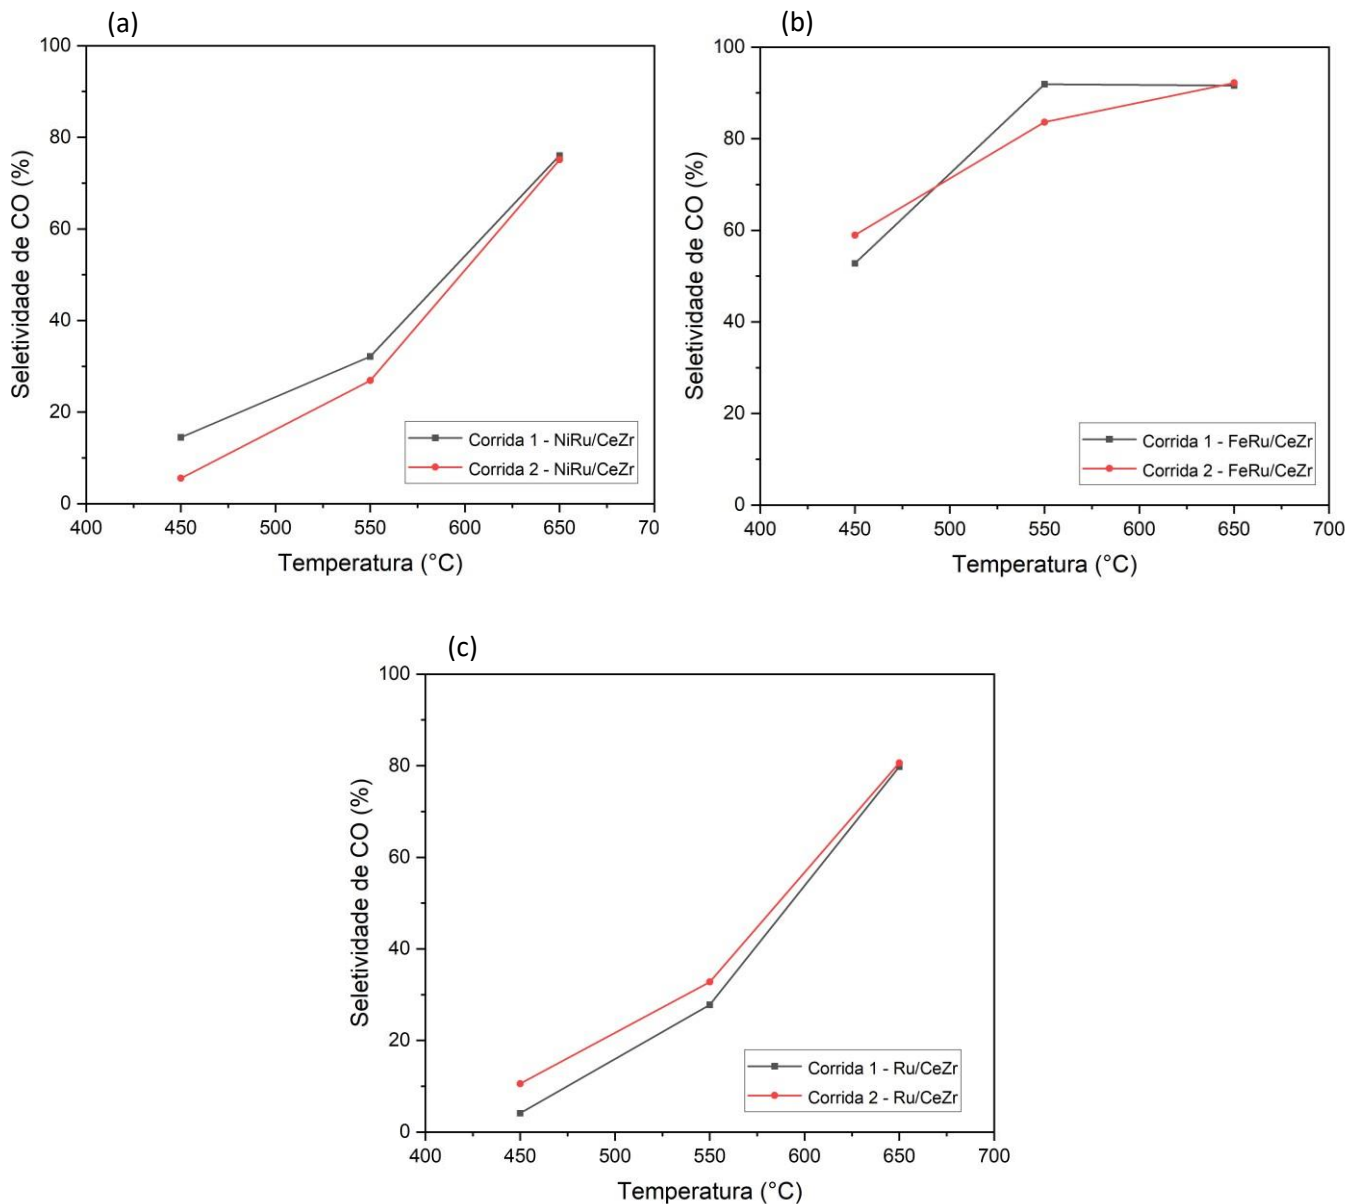 (a)
100
80
60
40
20
0
Seletividade de CO (%)
400 450 500 550 600 650 70
Temperatura (°C)
Corrida 1 - NiRu/CeZr
Corrida 2 - NiRu/CeZr
(b)
100
80
60
40
20
0
Seletividade de CO (%)
400 450 500 550 600 650 700
Temperatura (°C)
Corrida 1 - FeRu/CeZr
Corrida 2 - FeRu/CeZr
(c)
100
80
60
40
20
0
Seletividade de CO (%)
400 450 500 550 600 650 700
Temperatura (°C)
Corrida 1 - Ru/CeZr
Corrida 2 - Ru/CeZr